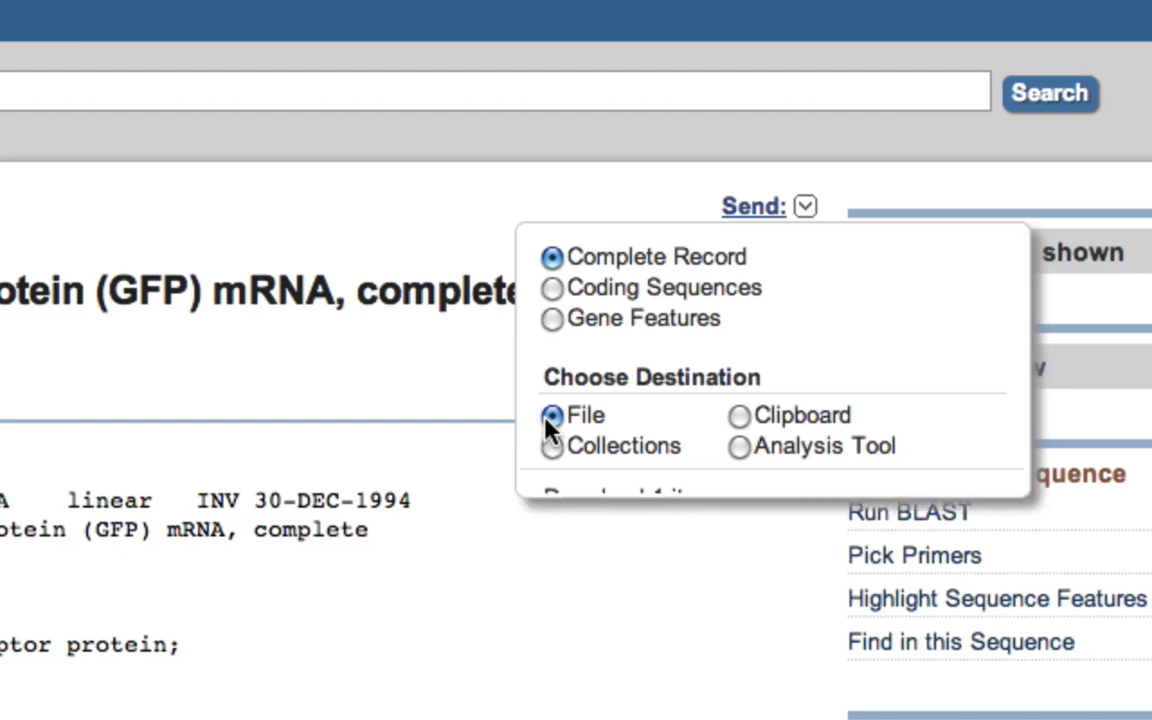 Search
Send:
Complete Record
Coding Sequences
Gene Features
Choose Destination
File Clipboard
Collections Analysis Tool
otein (GFP) mRNA, complete
A linear INV 30-DEC-1994
otein (GFP) mRNA, complete
ptor protein;
shown
w
quence
Run BLAST
Pick Primers
Highlight Sequence Features
Find in this Sequence